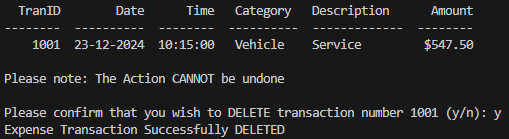 TranID Date Time Category Description Amount
-------- ---------- -------- ---------- ------------- --------
1001 23-12-2024 10:15:00 Vehicle Service $547.50
Please note: The Action CANNOT be undone
Please confirm that you wish to DELETE transaction number 1001 (y/n): y
Expense Transaction Successfully DELETED